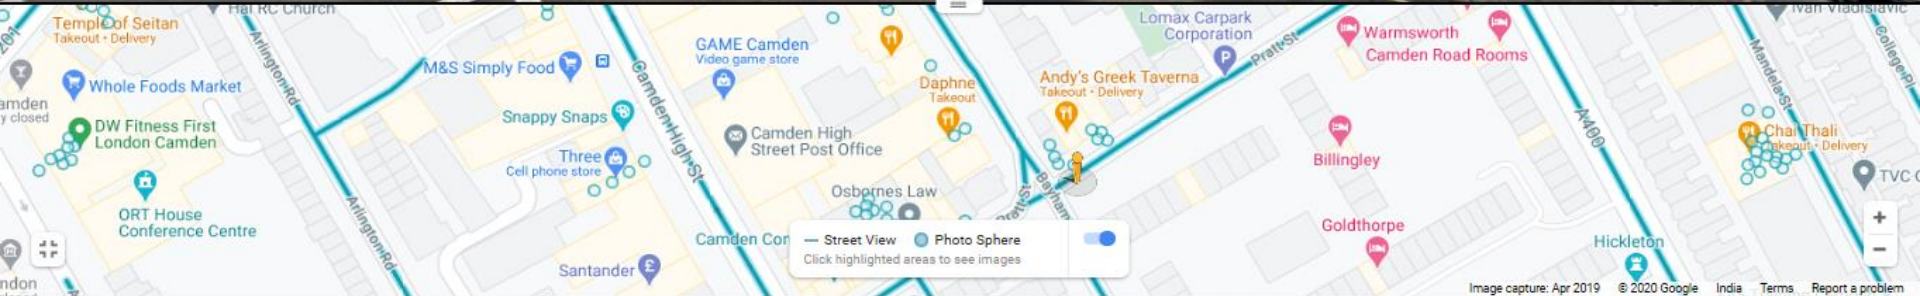 Hal RC Church
Temple of Seitan
Takeout • Delivery
201
Arlington Rd
Whole Foods Market
amden
y closed
DW Fitness First
London Camden
ORT House
Conference Centre
Arlington Rd
ndon
M&S Simply Food
Snappy Snaps
Three
Cell phone store
Santander
Camden High St
GAME Camden
Video game store
Camden High
Street Post Office
Osbornes Law
Camden Cor
Daphne
Takeout
Andy's Greek Taverna
Takeout • Delivery
Lomax Carpark
Corporation
Pratt St
Pratt St
Bayham
Warmsworth
Camden Road Rooms
Billingley
Goldthorpe
Hickleton
A400
Mandela St
Ivan Vladislavic
College Pl
Chai Thali
Takeout • Delivery
TVC
Street View
Photo Sphere
Click highlighted areas to see images
Image capture: Apr 2019 © 2020 Google India Terms Report a problem